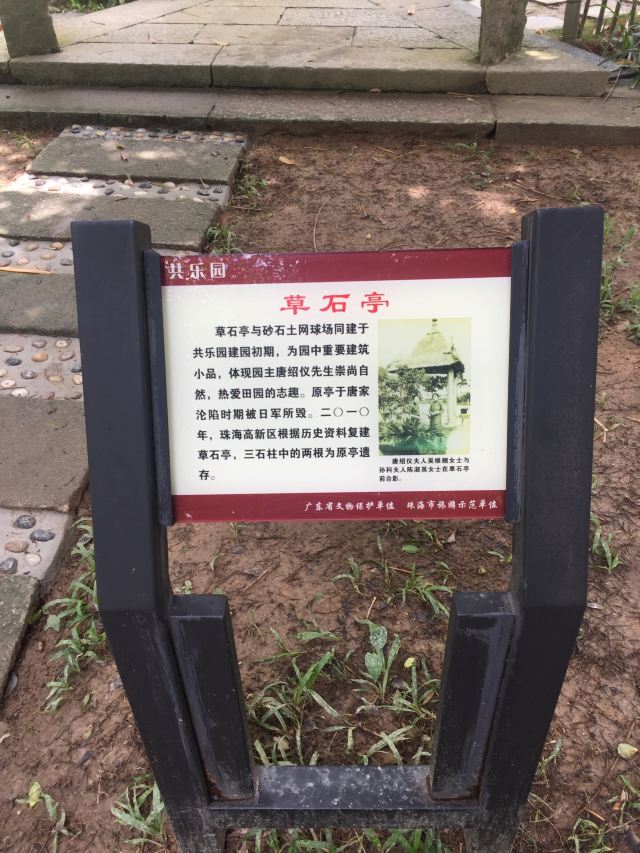 共乐园
草石亭
草石亭与砂石土网球场同建于
共乐园建园初期，为园中重要建筑
小品，体现园主唐绍仪先生崇尚自
然，热爱田园的志趣。原亭于唐家
沦陷时期被日军所毁。二〇一〇
年，珠海高新区根据历史资料复建
草石亭，三石柱中的两根为原亭遗
存。
唐绍仪夫人吴维翘女士与
孙科夫人陈淑英女士在草石亭
前合影。
广东省文物保护单位 珠海市旅游示范单位